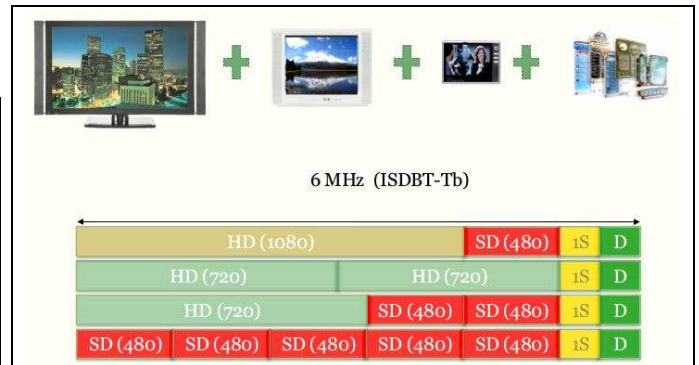 6 MHz (ISDBT-Tb)
HD (1080) SD (480) 1S D
HD (720) HD (720) 1S D
HD (720) SD (480) SD (480) 1S D
SD (480) SD (480) SD (480) SD (480) SD (480) 1S D